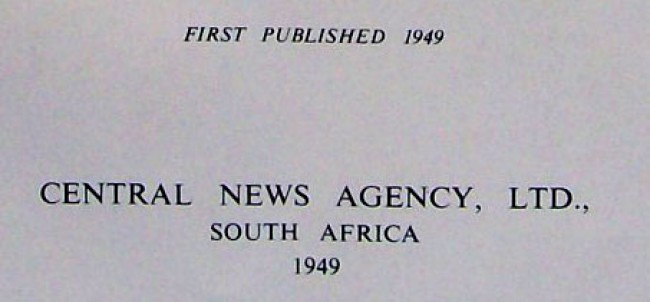 FIRST PUBLISHED 1949
CENTRAL NEWS AGENCY, LTD.,
SOUTH AFRICA
1949